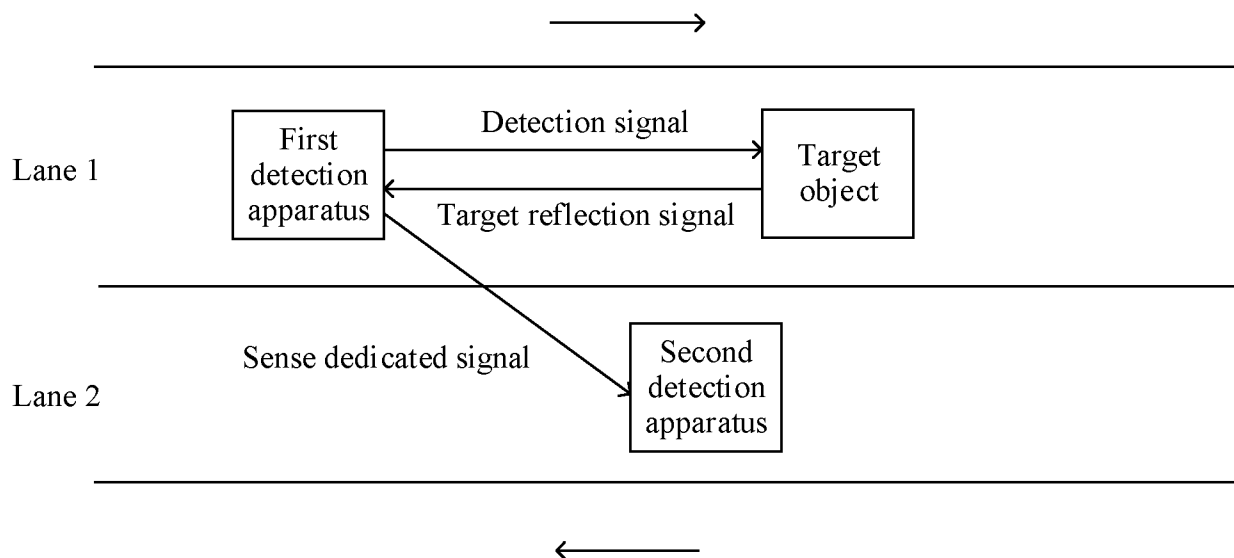 Lane 1
First
detection
apparatus
Detection signal
Target reflection signal
Target
object
Lane 2
Sense dedicated signal
Second
detection
apparatus